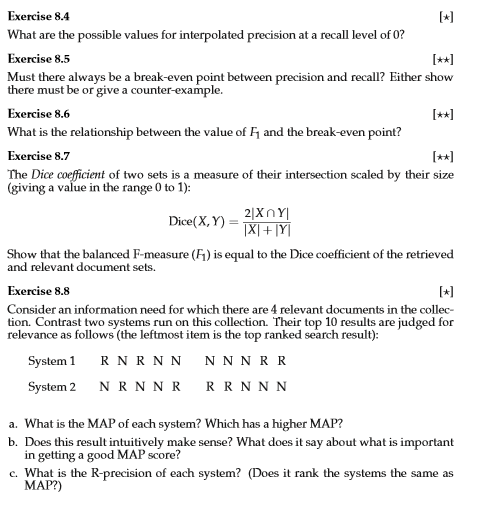 Exercise 8.4 [⋆]
What are the possible values for interpolated precision at a recall level of 0?
Exercise 8.5 [⋆⋆]
Must there always be a break-even point between precision and recall? Either show
there must be or give a counter-example.
Exercise 8.6 [⋆⋆]
What is the relationship between the value of F₁ and the break-even point?
Exercise 8.7 [⋆⋆]
The Dice coefficient of two sets is a measure of their intersection scaled by their size
(giving a value in the range 0 to 1):
Dice(X, Y) = 2|X ∩ Y| / |X| + |Y|
Show that the balanced F-measure (F₁) is equal to the Dice coefficient of the retrieved
and relevant document sets.
Exercise 8.8 [⋆]
Consider an information need for which there are 4 relevant documents in the collec-
tion. Contrast two systems run on this collection. Their top 10 results are judged for
relevance as follows (the leftmost item is the top ranked search result):
System 1 R N R N N N N N R R
System 2 N R N N R R R N N N
a. What is the MAP of each system? Which has a higher MAP?
b. Does this result intuitively make sense? What does it say about what is important
in getting a good MAP score?
c. What is the R-precision of each system? (Does it rank the systems the same as
MAP?)